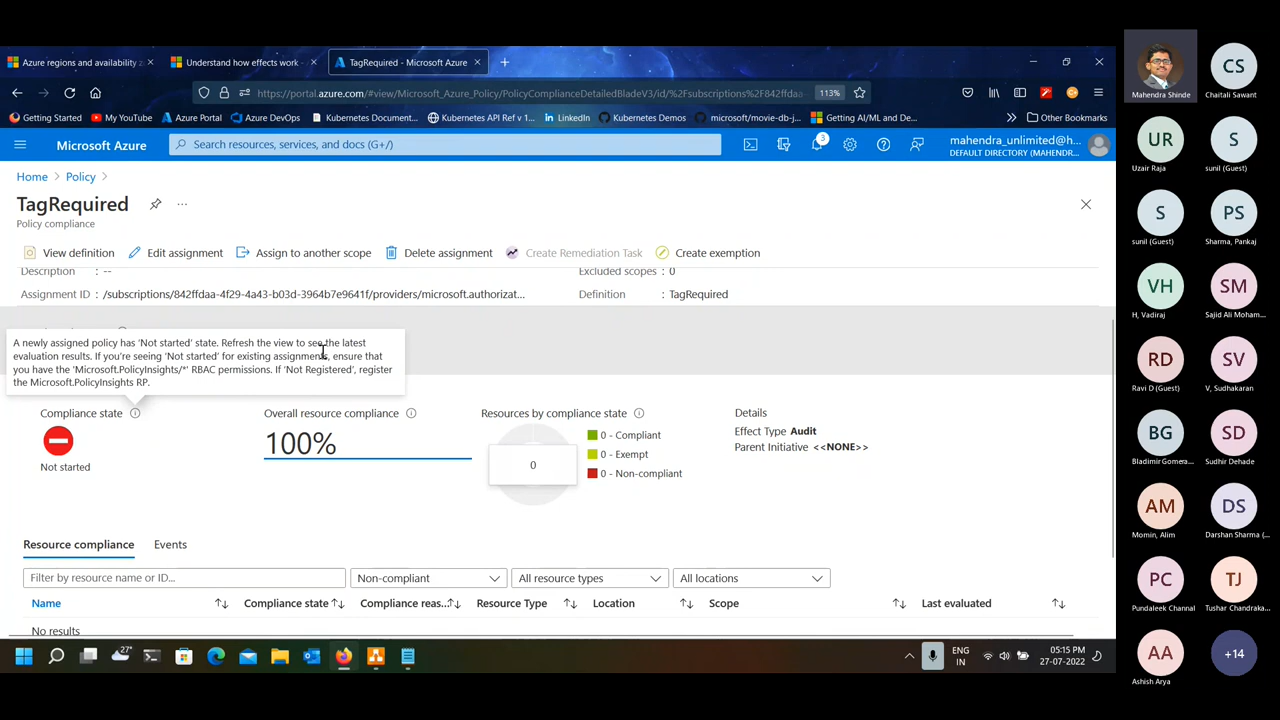 Azure regions and availability z
Understand how effects work -
TagRequired - Microsoft Azure
https://portal.azure.com/#view/Microsoft_Azure_Policy/PolicyComplianceDetailedBladeV3/id/%2Fsubscriptions%2F842ffdaa-
113%
Getting Started
My YouTube
Azure Portal
Azure DevOps
Kubernetes Document...
Kubernetes API Ref v 1...
LinkedIn
Kubernetes Demos
microsoft/movie-db-j...
Getting AI/ML and De...
Other Bookmarks
Microsoft Azure
Search resources, services, and docs (G+/)
3
mahendra_unlimited@h...
DEFAULT DIRECTORY (MAHENDR...
Home
Policy
TagRequired
Policy compliance
View definition
Edit assignment
Assign to another scope
Delete assignment
Create Remediation Task
Create exemption
Description : --
Excluded scopes : 0
Assignment ID : /subscriptions/842ffdaa-4f29-4a43-b03d-3964b7e9641f/providers/microsoft.authorizat...
Definition : TagRequired
A newly assigned policy has 'Not started' state. Refresh the view to see the latest
evaluation results. If you're seeing 'Not started' for existing assignments, ensure that
you have the 'Microsoft.PolicyInsights/*' RBAC permissions. If 'Not Registered', register
the Microsoft.PolicyInsights RP.
Compliance state
Not started
Overall resource compliance
100%
Resources by compliance state
0
0 - Compliant
0 - Exempt
0 - Non-compliant
Details
Effect Type Audit
Parent Initiative <<NONE>>
Resource compliance
Events
Filter by resource name or ID...
Non-compliant
All resource types
All locations
Name
Compliance state
Compliance reas...
Resource Type
Location
Scope
Last evaluated
No results
27°
ENG
IN
05:15 PM
27-07-2022
Mahendra Shinde
CS
Chaitali Sawant
UR
Uzair Raja
S
sunil (Guest)
S
sunil (Guest)
PS
Sharma, Pankaj
VH
H, Vadiraj
SM
Sajid Ali Moham...
RD
Ravi D (Guest)
SV
V, Sudhakaran
BG
Bladimir Gomera...
SD
Sudhir Dehade
AM
Momin, Alim
DS
Darshan Sharma (...
PC
Pundaleek Channal
TJ
Tushar Chandraka...
AA
Ashish Arya
+14